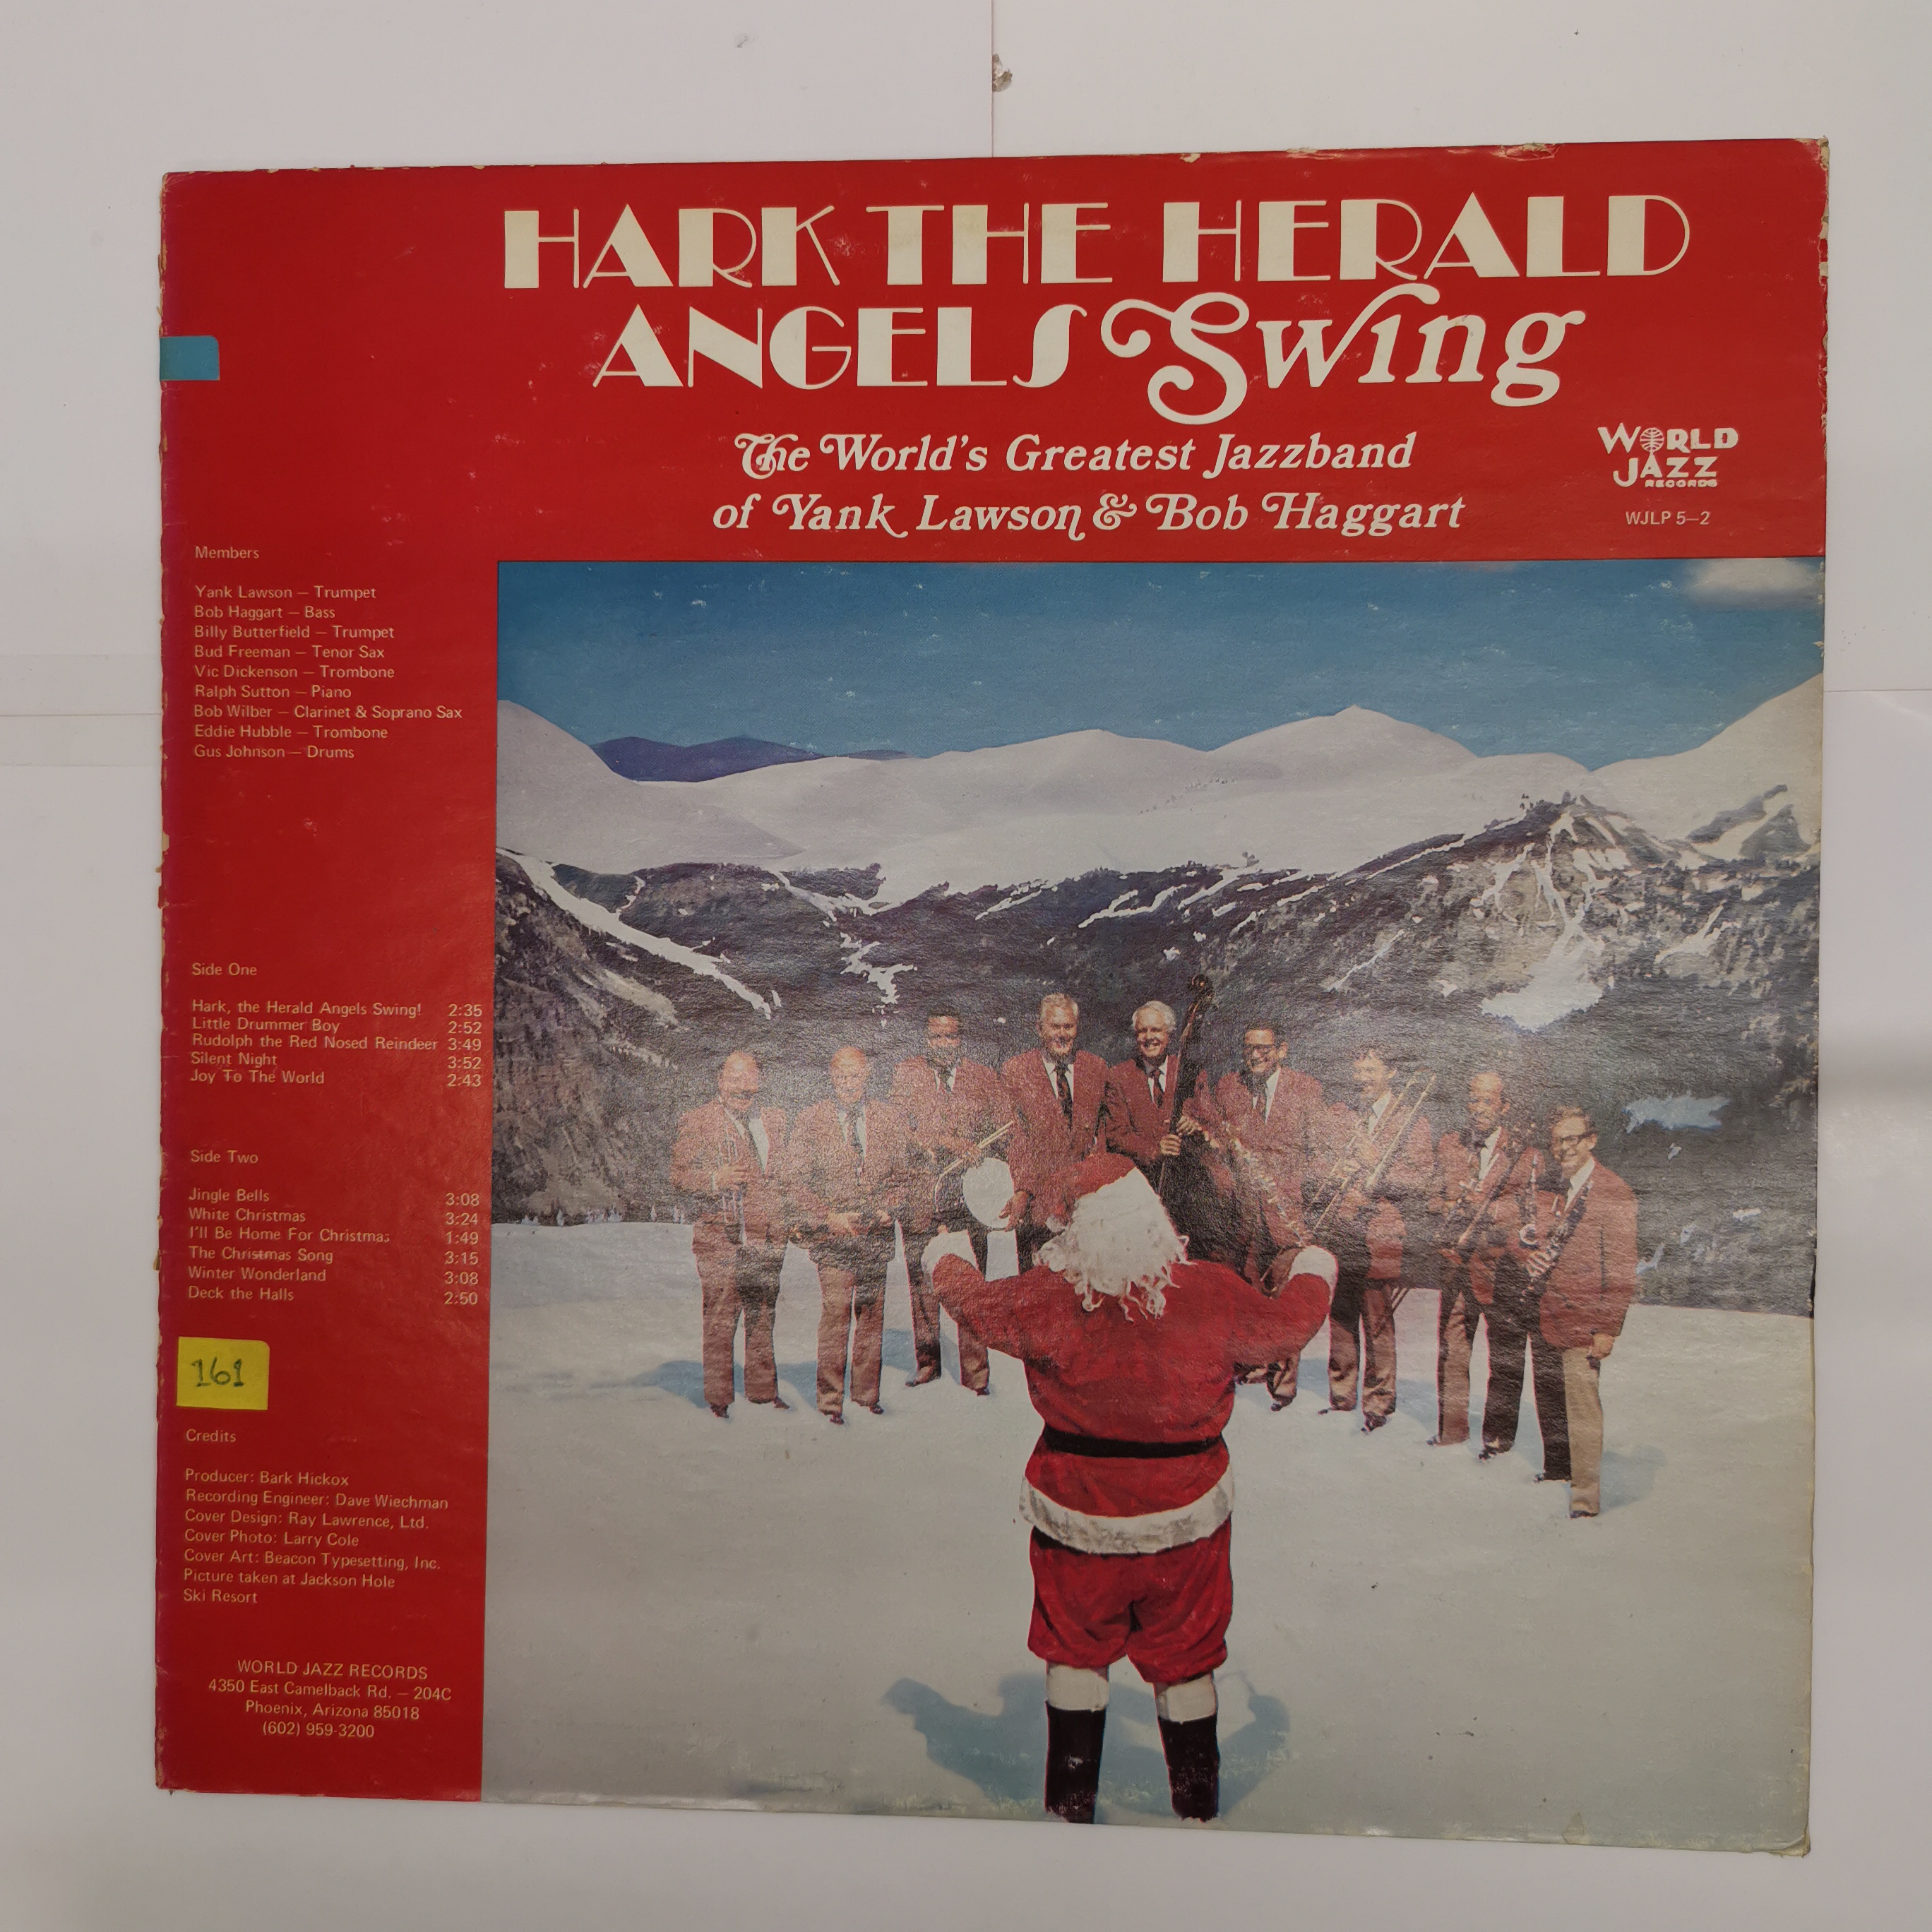 HARK THE HERALD
ANGELS Swing
The World's Greatest Jazzband
of Yank Lawson & Bob Haggart
WORLD
JAZZ
RECORDS
WJLP 5–2
Members
Yank Lawson — Trumpet
Bob Haggart — Bass
Billy Butterfield — Trumpet
Bud Freeman — Tenor Sax
Vic Dickenson — Trombone
Ralph Sutton — Piano
Bob Wilber — Clarinet & Soprano Sax
Eddie Hubble — Trombone
Gus Johnson — Drums
Side One
Hark, the Herald Angels Swing! 2:35
Little Drummer Boy 2:52
Rudolph the Red Nosed Reindeer 3:49
Silent Night 3:52
Joy To The World 2:43
Side Two
Jingle Bells 3:08
White Christmas 3:24
I'll Be Home For Christmas 1:49
The Christmas Song 3:15
Winter Wonderland 3:08
Deck the Halls 2:50
161
Credits
Producer: Bark Hickox
Recording Engineer: Dave Wiechman
Cover Design: Ray Lawrence, Ltd.
Cover Photo: Larry Cole
Cover Art: Beacon Typesetting, Inc.
Picture taken at Jackson Hole
Ski Resort
WORLD JAZZ RECORDS
4350 East Camelback Rd. — 204C
Phoenix, Arizona 85018
(602) 959-3200